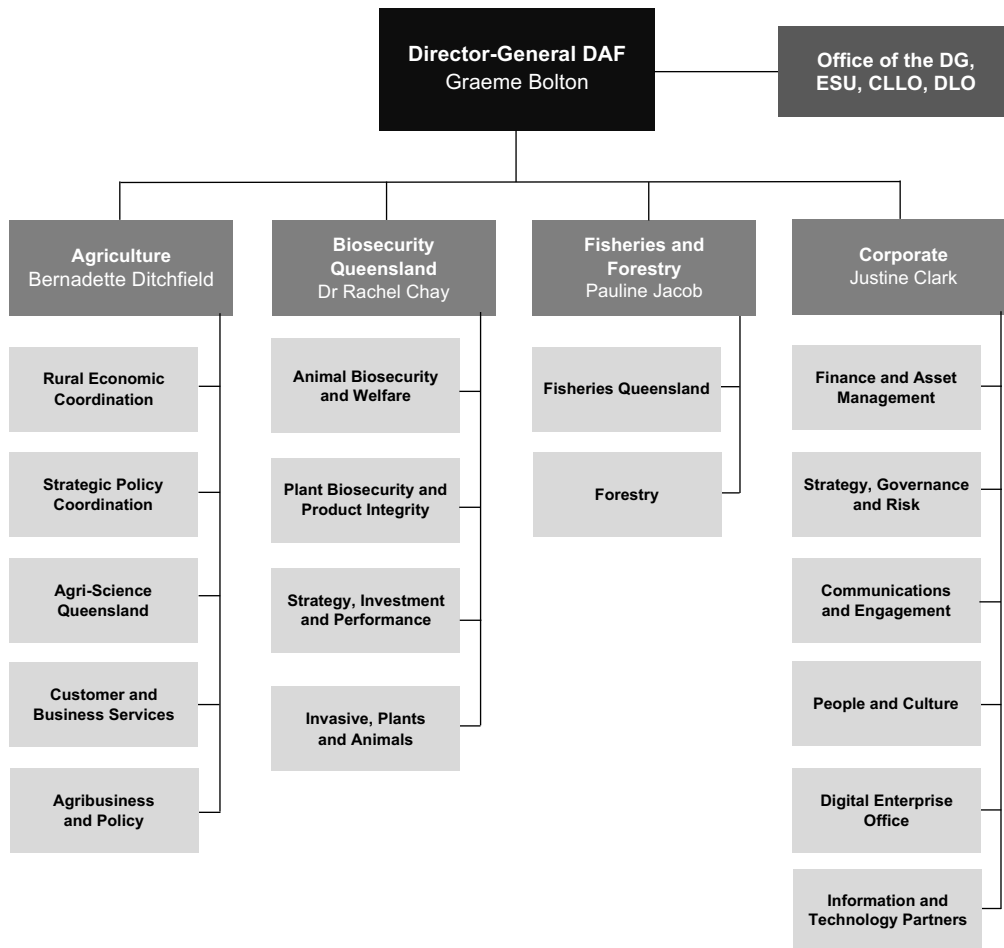 Director-General DAF
Graeme Bolton
Office of the DG,
ESU, CLLO, DLO
Agriculture
Bernadette Ditchfield
Rural Economic
Coordination
Strategic Policy
Coordination
Agri-Science
Queensland
Customer and
Business Services
Agribusiness
and Policy
Biosecurity
Queensland
Dr Rachel Chay
Animal Biosecurity
and Welfare
Plant Biosecurity and
Product Integrity
Strategy, Investment
and Performance
Invasive, Plants
and Animals
Fisheries and
Forestry
Pauline Jacob
Fisheries Queensland
Forestry
Corporate
Justine Clark
Finance and Asset
Management
Strategy, Governance
and Risk
Communications
and Engagement
People and Culture
Digital Enterprise
Office
Information and
Technology Partners